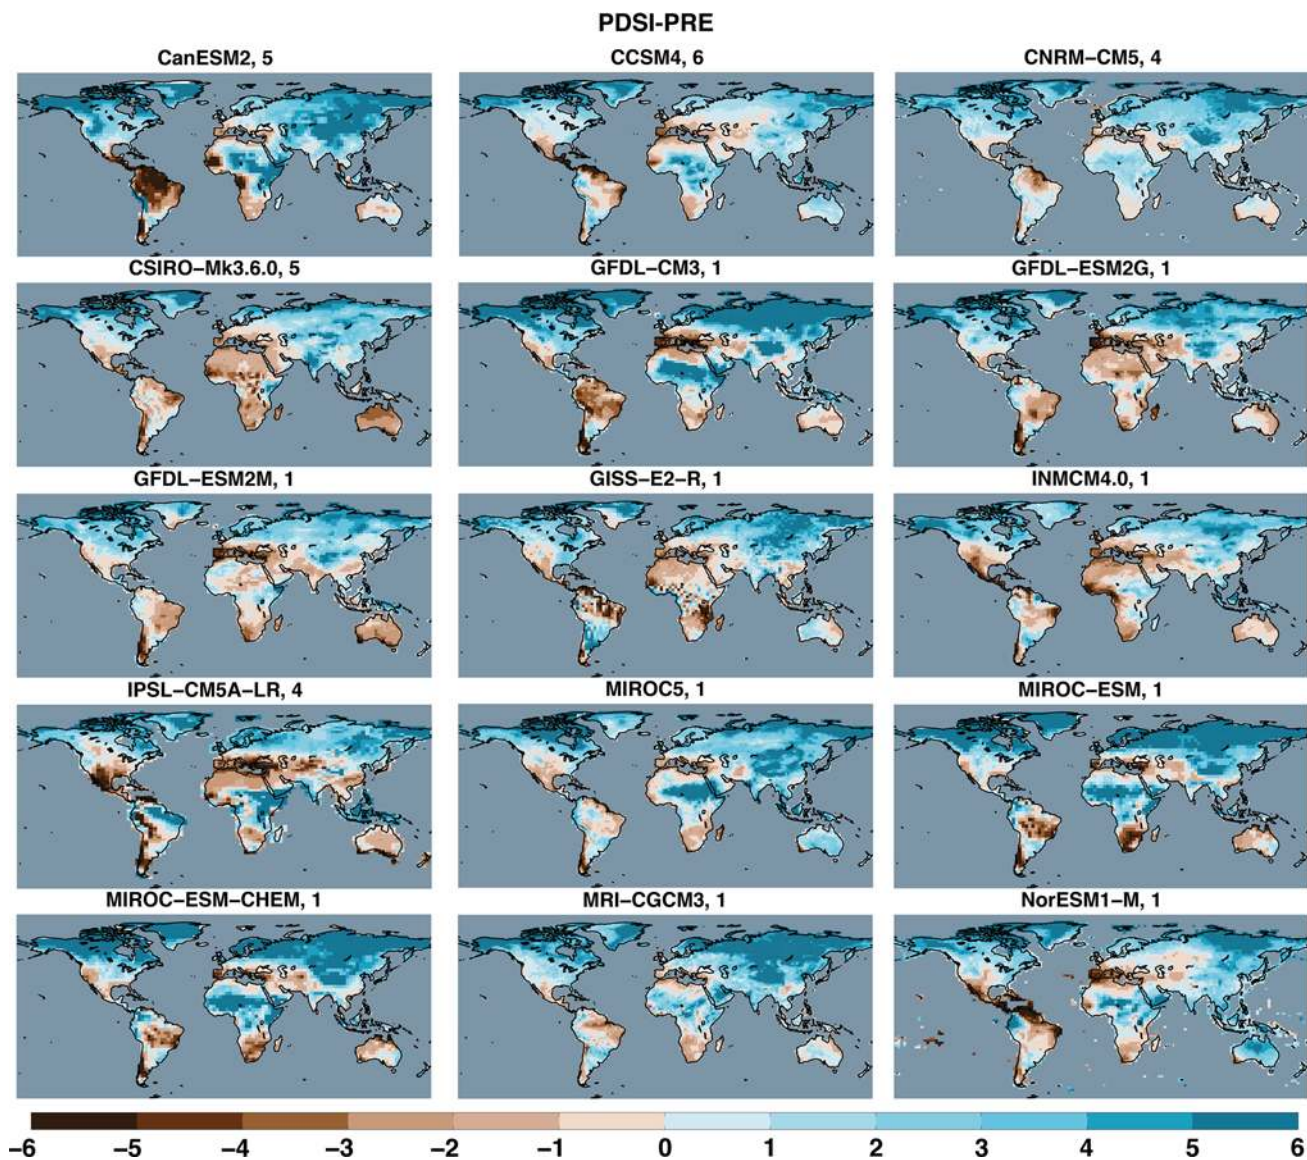 PDSI-PRE
CanESM2, 5
CCSM4, 6
CNRM−CM5, 4
CSIRO−Mk3.6.0, 5
GFDL−CM3, 1
GFDL−ESM2G, 1
GFDL−ESM2M, 1
GISS−E2−R, 1
INMCM4.0, 1
IPSL−CM5A−LR, 4
MIROC5, 1
MIROC−ESM, 1
MIROC−ESM−CHEM, 1
MRI−CGCM3, 1
NorESM1−M, 1
−6 −5 −4 −3 −2 −1 0 1 2 3 4 5 6